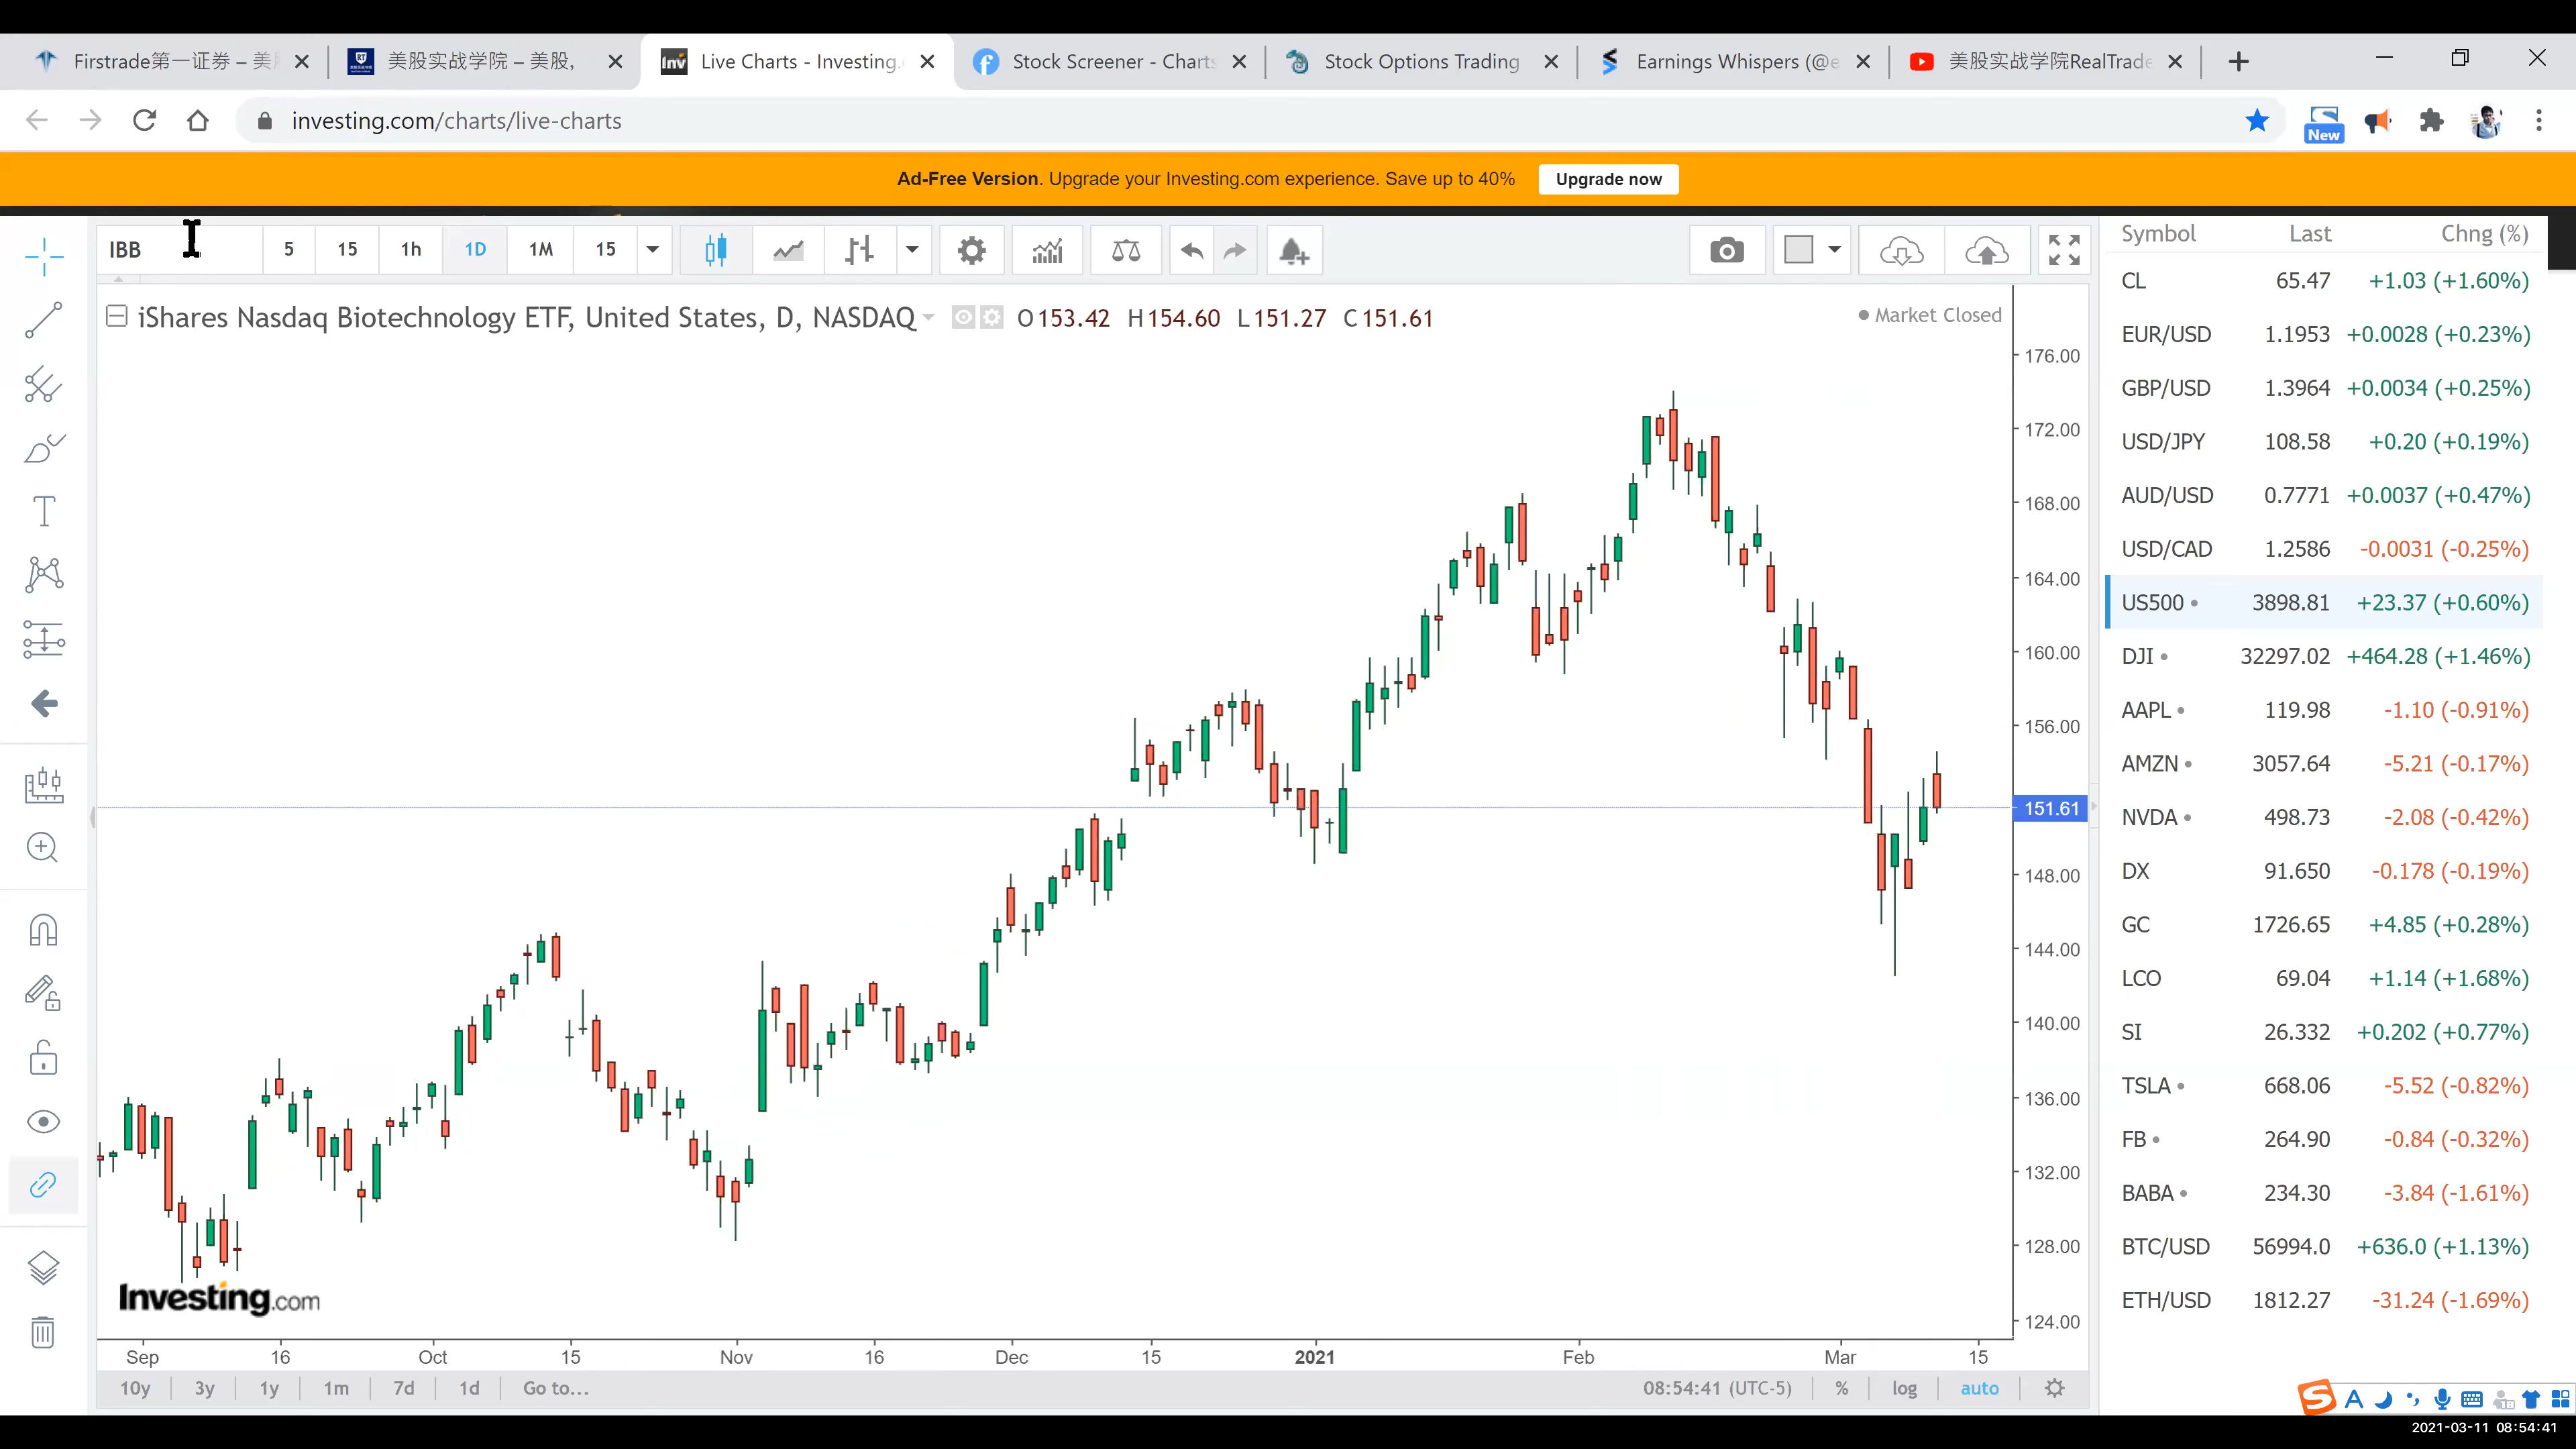 Firstrade第一证券 – 美
美股实战学院 – 美股,
Live Charts - Investing.
Stock Screener - Charts
Stock Options Trading
Earnings Whispers (@e
美股实战学院RealTrade
investing.com/charts/live-charts
New
Ad-Free Version. Upgrade your Investing.com experience. Save up to 40%
Upgrade now
IBB 5 15 1h 1D 1M 15
iShares Nasdaq Biotechnology ETF, United States, D, NASDAQ O153.42 H154.60 L151.27 C151.61
Market Closed
176.00
172.00
168.00
164.00
160.00
156.00
151.61
148.00
144.00
140.00
136.00
132.00
128.00
124.00
Investing.com
Sep 16 Oct 15 Nov 16 Dec 15 2021 Feb Mar 15
10y 3y 1y 1m 7d 1d Go to... 08:54:41 (UTC-5) % log auto
Symbol Last Chng (%)
CL 65.47 +1.03 (+1.60%)
EUR/USD 1.1953 +0.0028 (+0.23%)
GBP/USD 1.3964 +0.0034 (+0.25%)
USD/JPY 108.58 +0.20 (+0.19%)
AUD/USD 0.7771 +0.0037 (+0.47%)
USD/CAD 1.2586 -0.0031 (-0.25%)
US500 3898.81 +23.37 (+0.60%)
DJI 32297.02 +464.28 (+1.46%)
AAPL 119.98 -1.10 (-0.91%)
AMZN 3057.64 -5.21 (-0.17%)
NVDA 498.73 -2.08 (-0.42%)
DX 91.650 -0.178 (-0.19%)
GC 1726.65 +4.85 (+0.28%)
LCO 69.04 +1.14 (+1.68%)
SI 26.332 +0.202 (+0.77%)
TSLA 668.06 -5.52 (-0.82%)
FB 264.90 -0.84 (-0.32%)
BABA 234.30 -3.84 (-1.61%)
BTC/USD 56994.0 +636.0 (+1.13%)
ETH/USD 1812.27 -31.24 (-1.69%)
2021-03-11 08:54:41